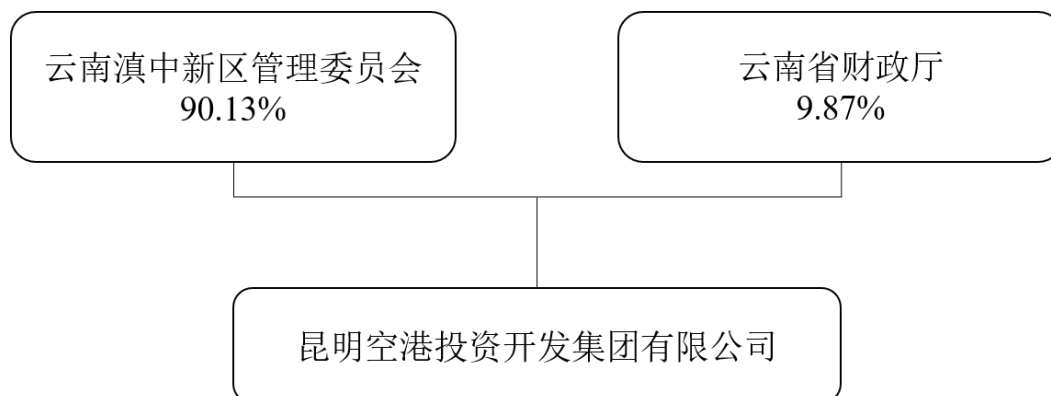 云南滇中新区管理委员会
90.13%
云南省财政厅
9.87%
昆明空港投资开发集团有限公司